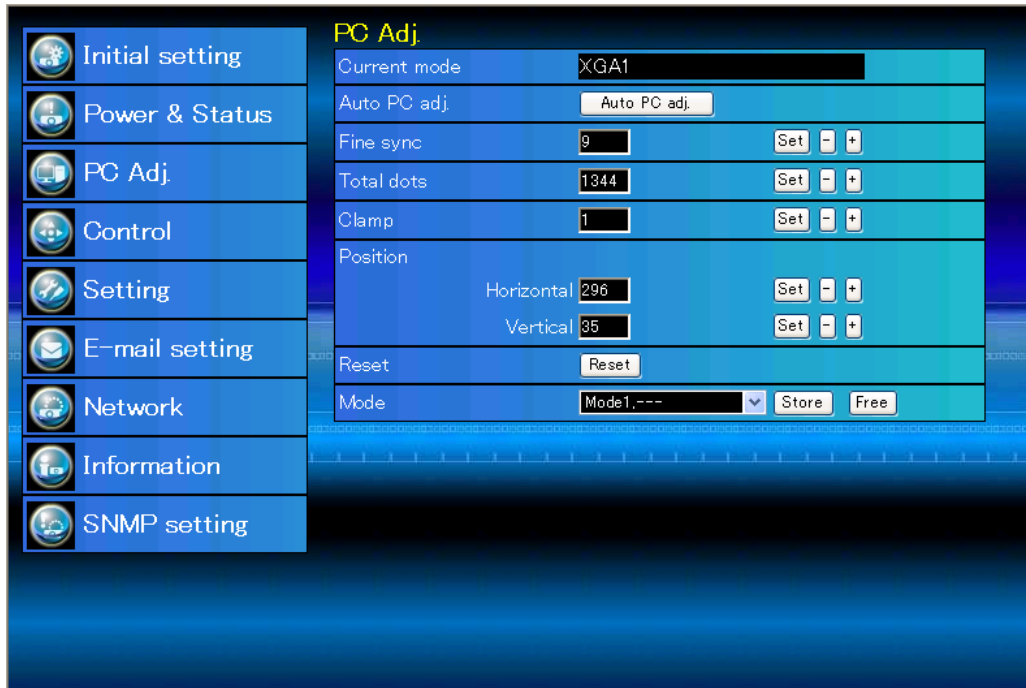 Initial setting
Power & Status
PC Adj.
Control
Setting
E-mail setting
Network
Information
SNMP setting
PC Adj.
Current mode XGA1
Auto PC adj. Auto PC adj.
Fine sync 9 Set - +
Total dots 1344 Set - +
Clamp 1 Set - +
Position
Horizontal 296 Set - +
Vertical 35 Set - +
Reset Reset
Mode Mode1,--- Store Free